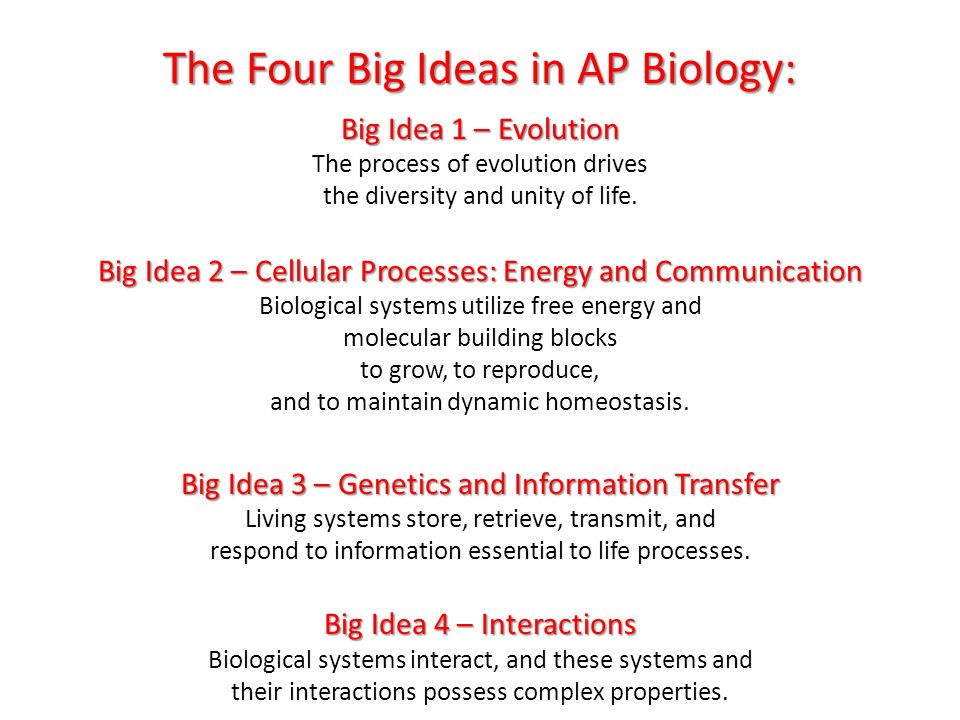 The Four Big Ideas in AP Biology:
Big Idea 1 – Evolution
The process of evolution drives
the diversity and unity of life.
Big Idea 2 – Cellular Processes: Energy and Communication
Biological systems utilize free energy and
molecular building blocks
to grow, to reproduce,
and to maintain dynamic homeostasis.
Big Idea 3 – Genetics and Information Transfer
Living systems store, retrieve, transmit, and
respond to information essential to life processes.
Big Idea 4 – Interactions
Biological systems interact, and these systems and
their interactions possess complex properties.